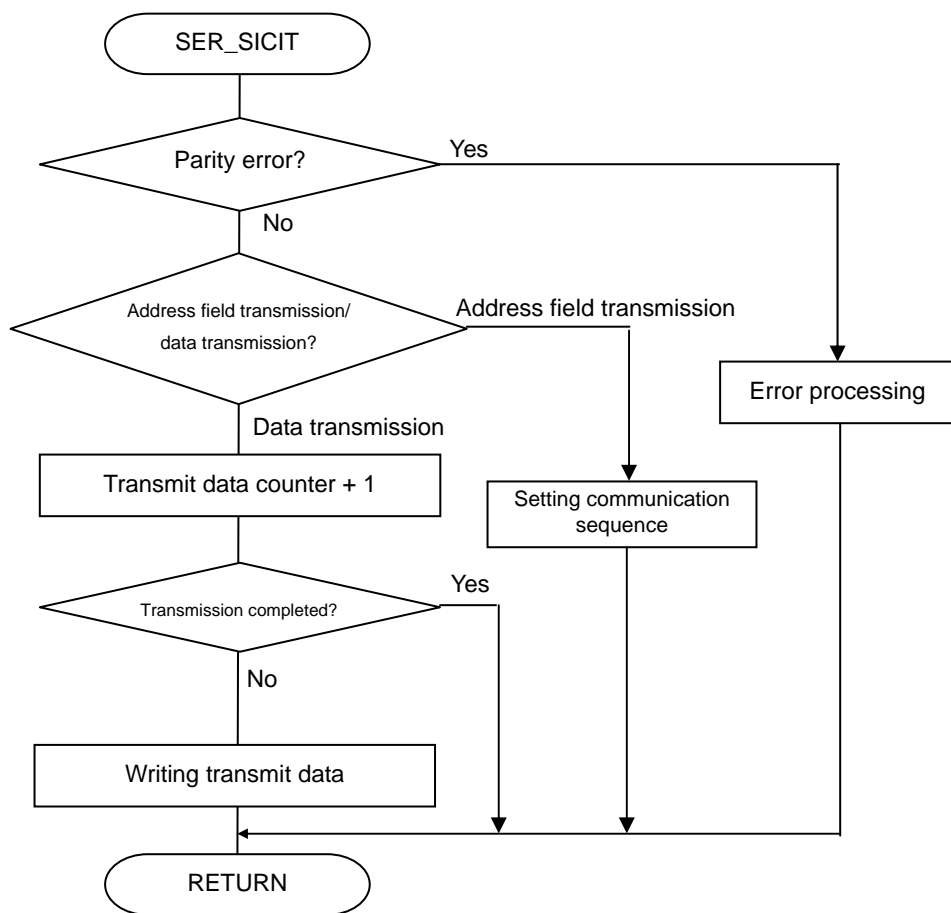 SER_SICIT
Parity error?
Yes
No
Address field transmission/
data transmission?
Address field transmission
Error processing
Data transmission
Transmit data counter + 1
Setting communication
sequence
Transmission completed?
Yes
No
Writing transmit data
RETURN